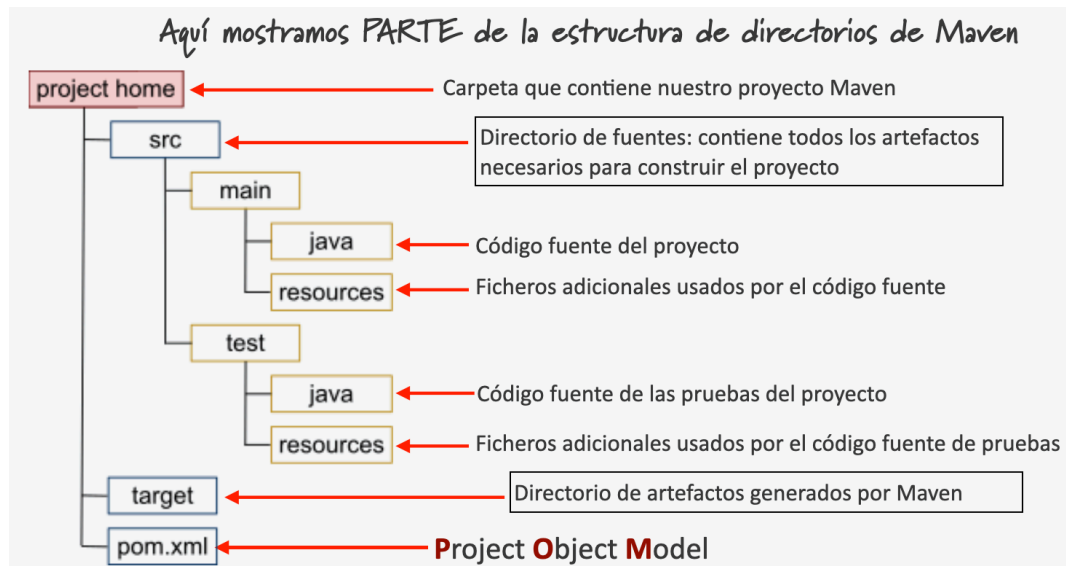 Aquí mostramos PARTE de la estructura de directorios de Maven
project home
Carpeta que contiene nuestro proyecto Maven
src
Directorio de fuentes: contiene todos los artefactos
necesarios para construir el proyecto
main
java
Código fuente del proyecto
resources
Ficheros adicionales usados por el código fuente
test
java
Código fuente de las pruebas del proyecto
resources
Ficheros adicionales usados por el código fuente de pruebas
target
Directorio de artefactos generados por Maven
pom.xml
Project Object Model